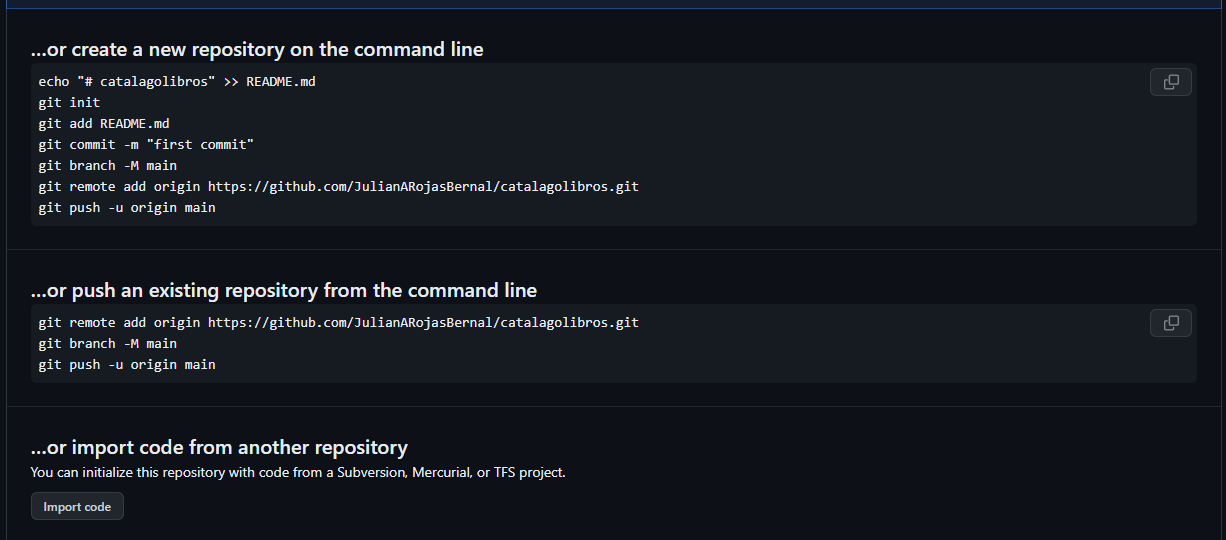 ...or create a new repository on the command line
echo "# catalagolibros" >> README.md
git init
git add README.md
git commit -m "first commit"
git branch -M main
git remote add origin https://github.com/JulianARojasBernal/catalagolibros.git
git push -u origin main
...or push an existing repository from the command line
git remote add origin https://github.com/JulianARojasBernal/catalagolibros.git
git branch -M main
git push -u origin main
...or import code from another repository
You can initialize this repository with code from a Subversion, Mercurial, or TFS project.
Import code